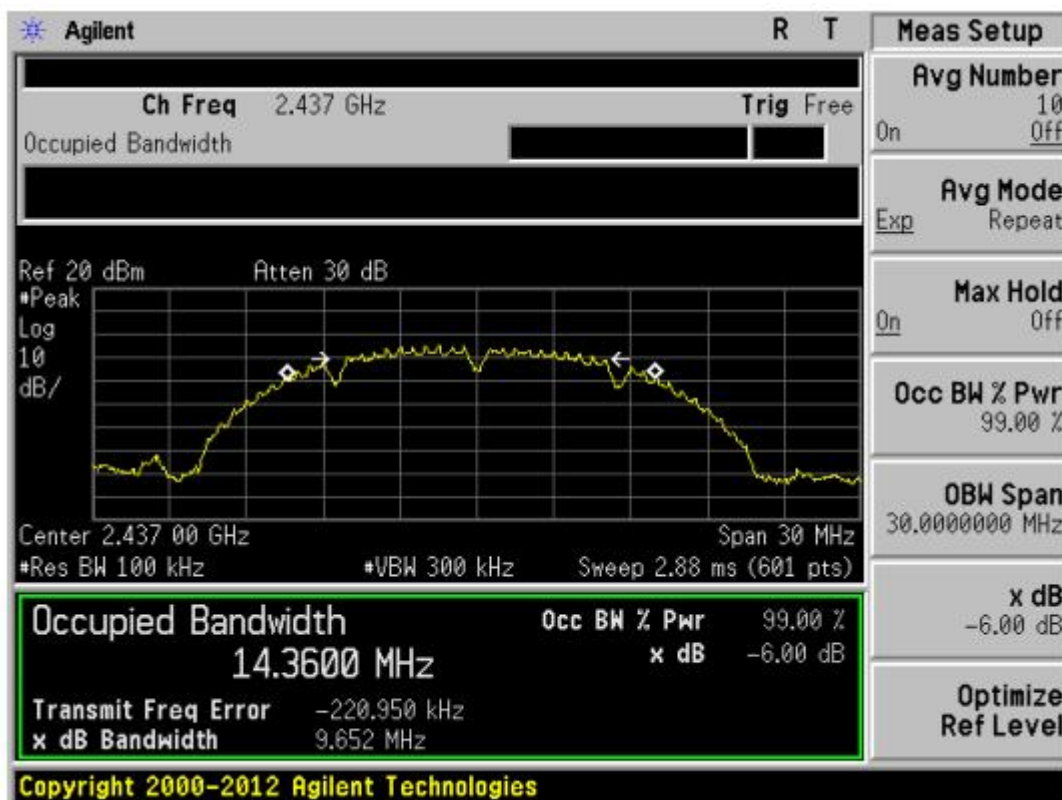 Agilent R T
Ch Freq 2.437 GHz Trig Free
Occupied Bandwidth
Ref 20 dBm Atten 30 dB
#Peak
Log
10
dB/
Center 2.437 00 GHz Span 30 MHz
#Res BW 100 kHz #VBW 300 kHz Sweep 2.88 ms (601 pts)
Occupied Bandwidth Occ BW % Pwr 99.00 %
14.3600 MHz x dB -6.00 dB
Transmit Freq Error -220.950 kHz
x dB Bandwidth 9.652 MHz
Copyright 2000-2012 Agilent Technologies
Meas Setup
Avg Number
10
On Off
Avg Mode
Exp Repeat
Max Hold
On Off
Occ BW % Pwr
99.00 %
OBW Span
30.0000000 MHz
x dB
-6.00 dB
Optimize
Ref Level